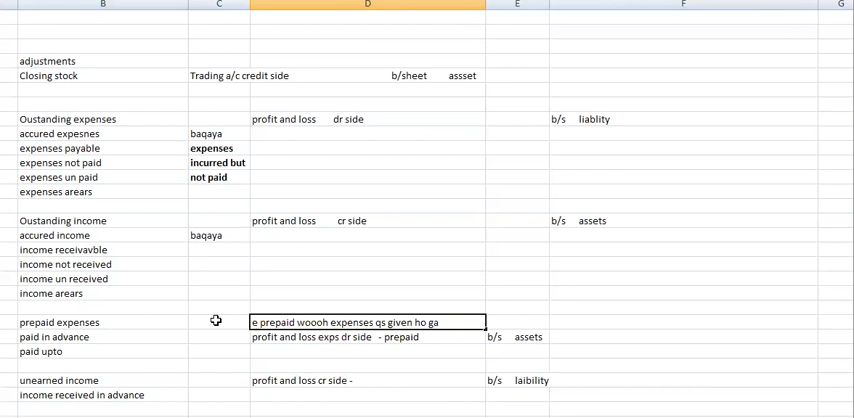 B C D E F G
adjustments
Closing stock Trading a/c credit side b/sheet assset
Oustanding expenses profit and loss dr side b/s liablity
accured expesnes baqaya
expenses payable expenses
expenses not paid incurred but
expenses un paid not paid
expenses arears
Oustanding income profit and loss cr side b/s assets
accured income baqaya
income receivavble
income not received
income un received
income arears
prepaid expenses e prepaid woooh expenses qs given ho ga
paid in advance profit and loss exps dr side - prepaid b/s assets
paid upto
unearned income profit and loss cr side - b/s laibility
income received in advance